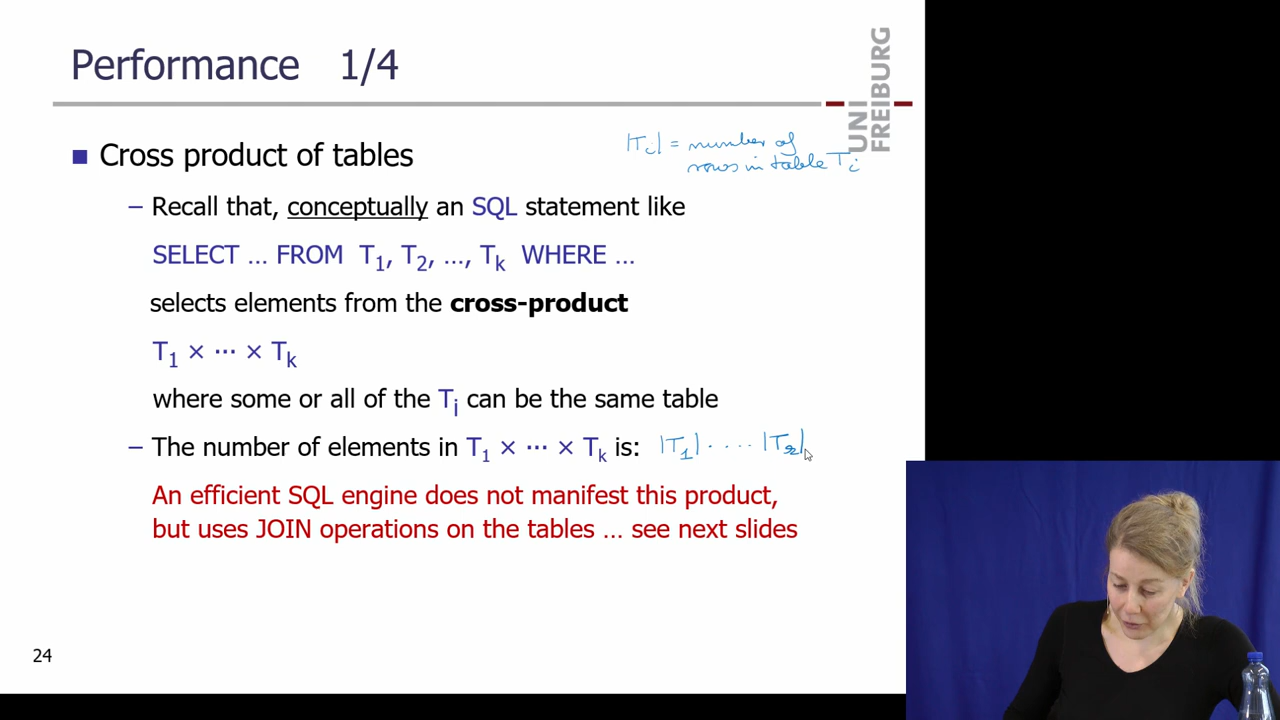 Performance 1/4
UNI
FREIBURG
■ Cross product of tables
|Tᵢ| = number of
rows in table Tᵢ
– Recall that, conceptually an SQL statement like
SELECT … FROM T₁, T₂, …, Tₖ WHERE …
selects elements from the cross-product
T₁ × ⋯ × Tₖ
where some or all of the Tᵢ can be the same table
– The number of elements in T₁ × ⋯ × Tₖ is: |T₁| · … · |Tₖ|
An efficient SQL engine does not manifest this product,
but uses JOIN operations on the tables … see next slides
24